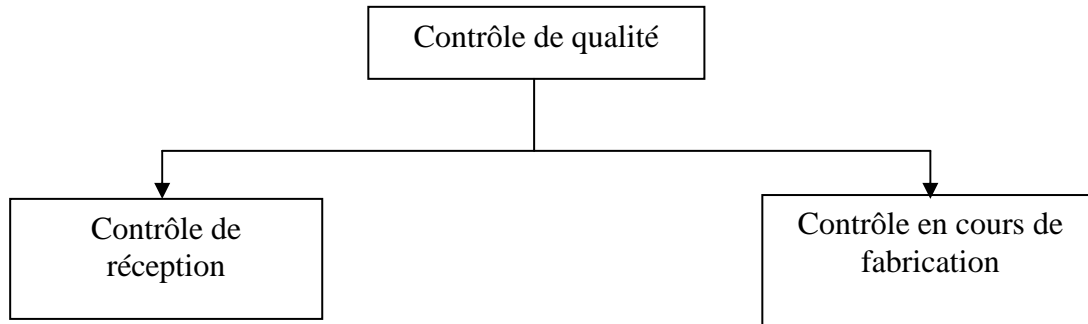 Contrôle de qualité
Contrôle de
réception
Contrôle en cours de
fabrication